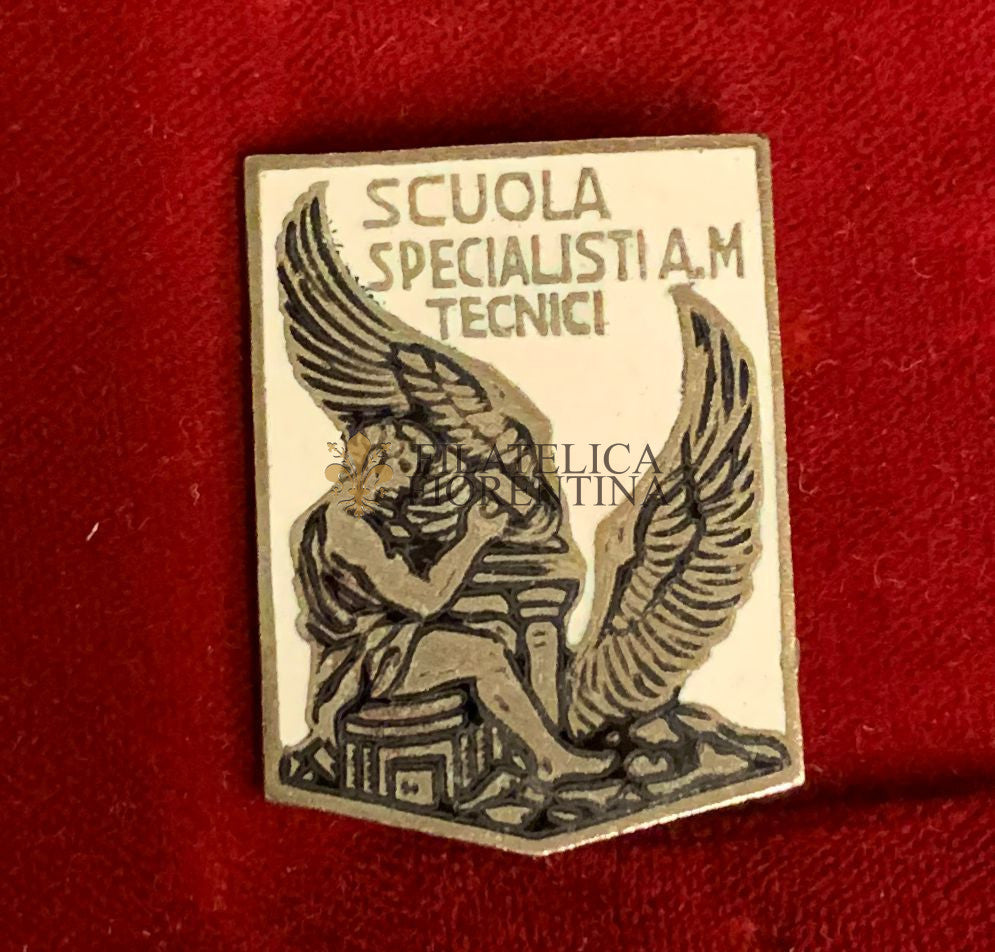 SCUOLA
SPECIALISTI A.M
TECNICI
FILATELICA
FIORENTINA